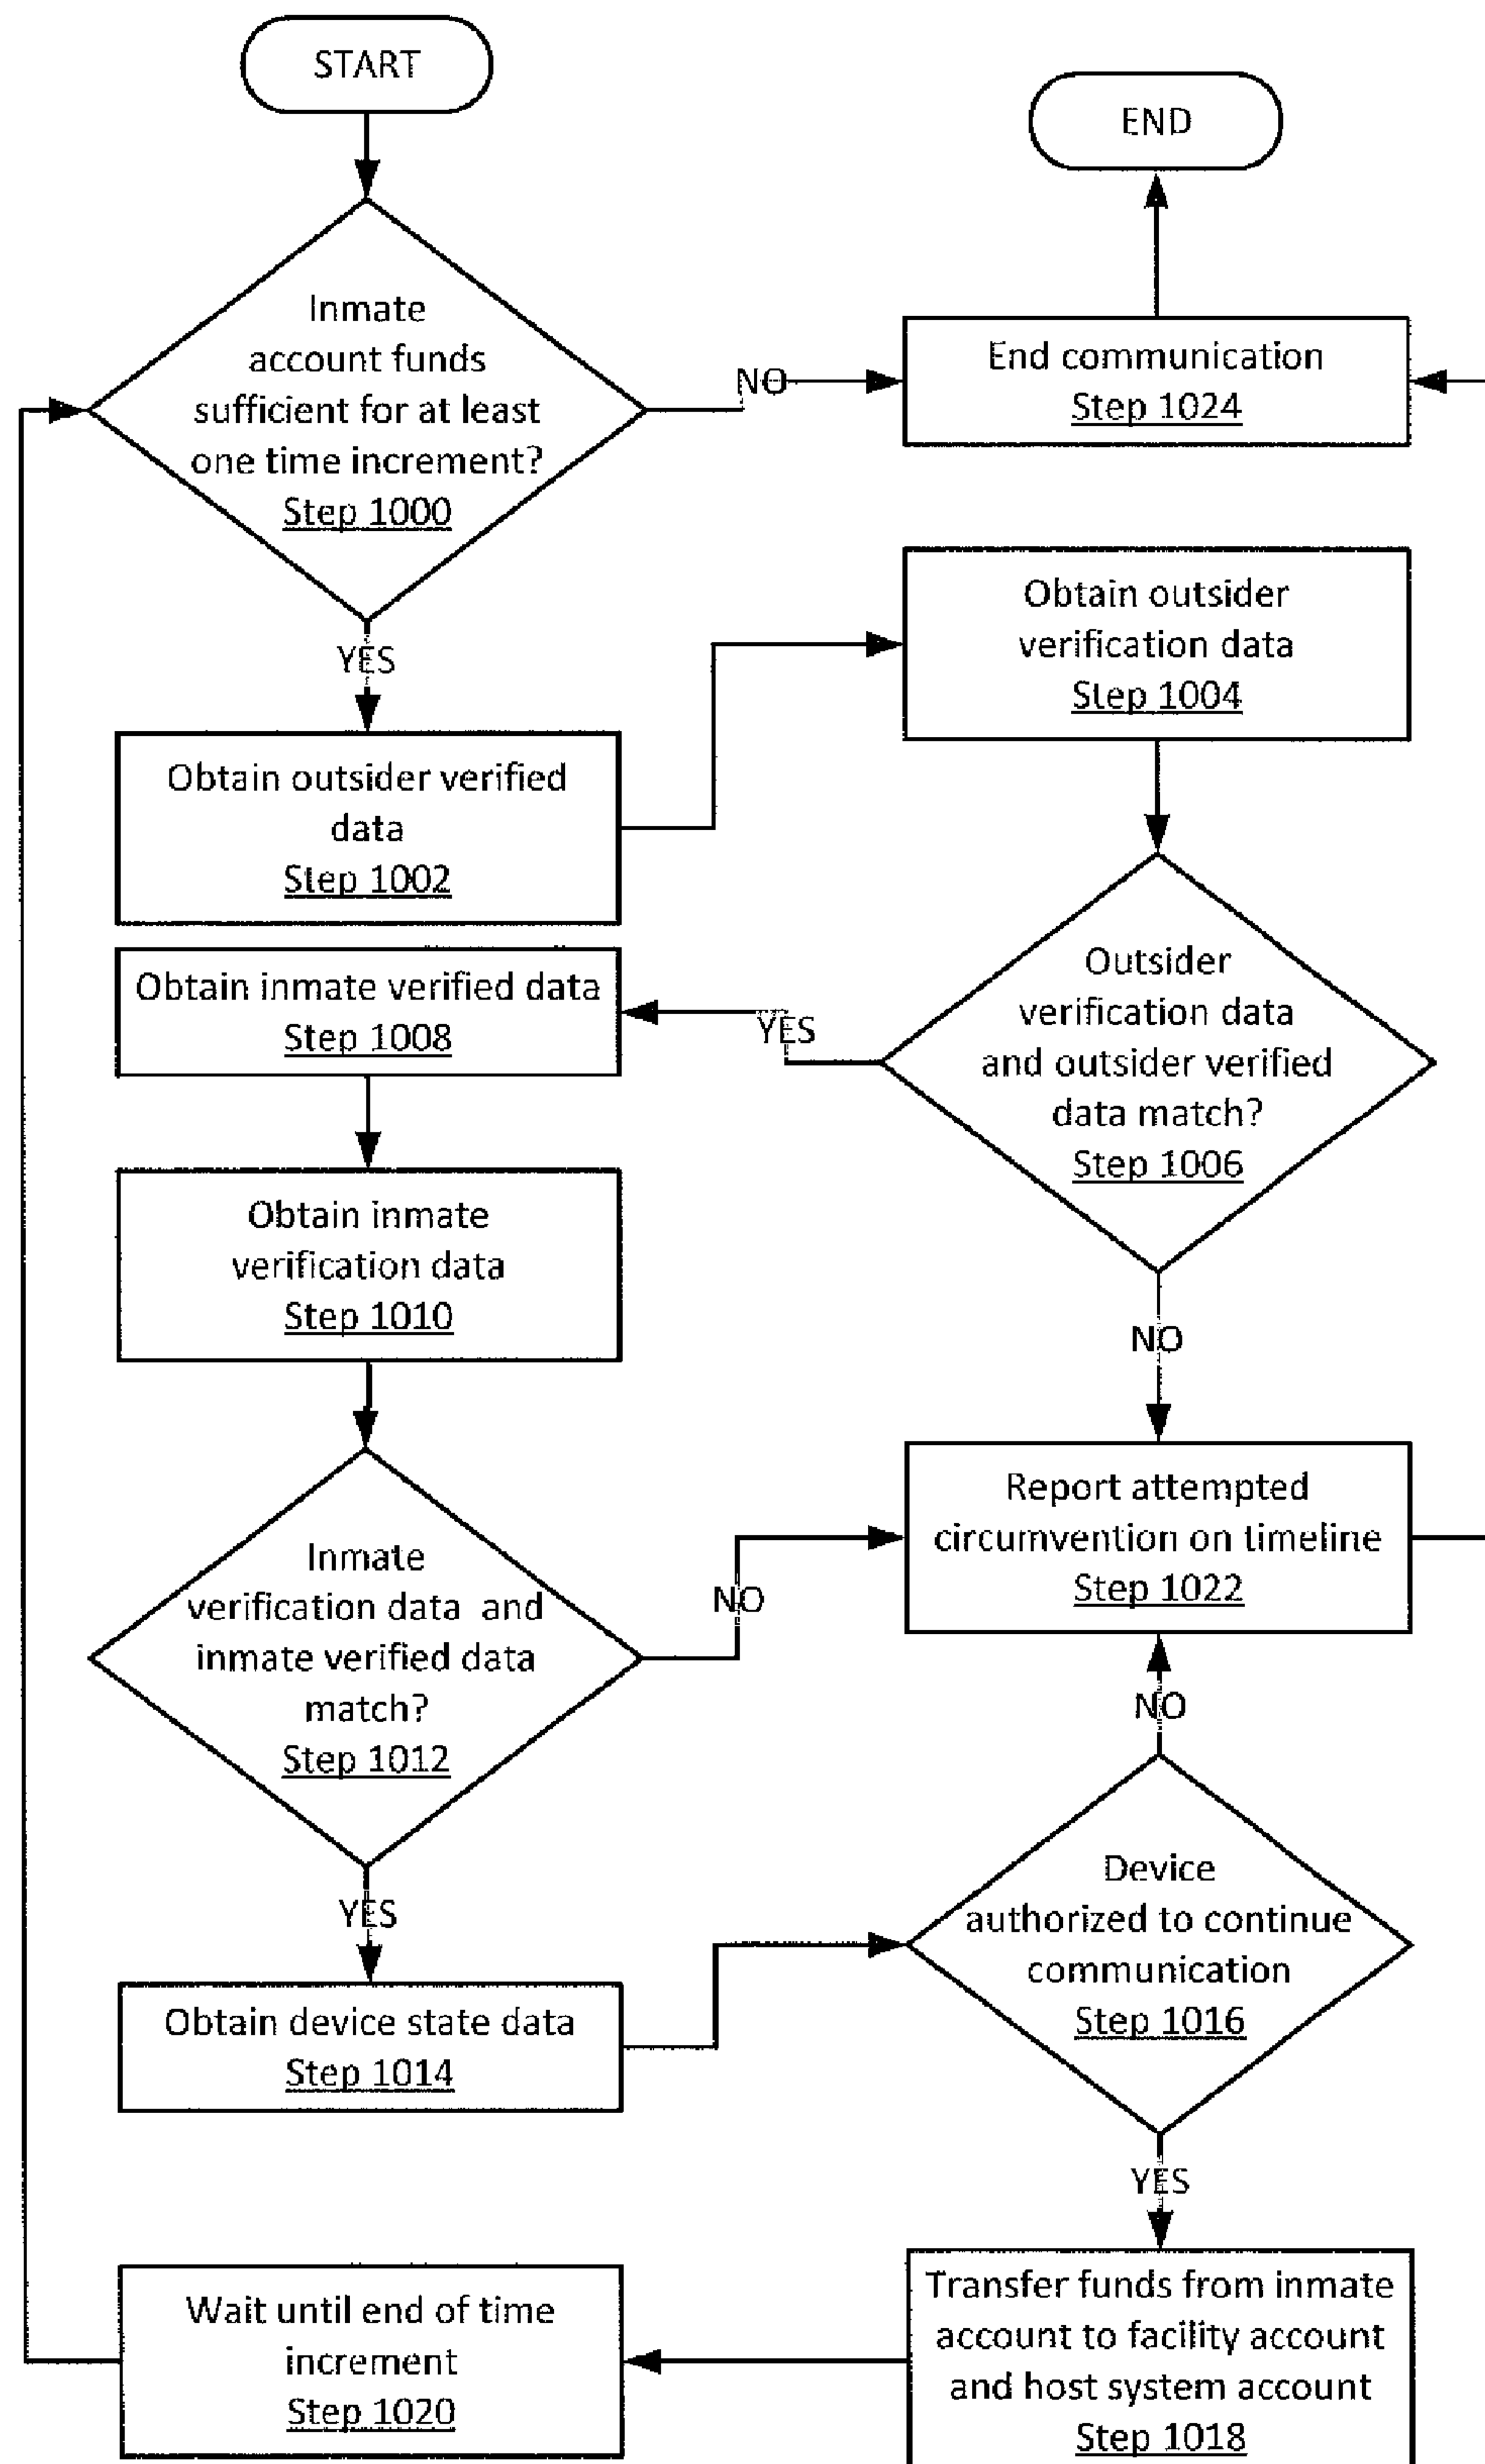 START
END
Inmate
account funds
sufficient for at least
one time increment?
Step 1000
NO
End communication
Step 1024
YES
Obtain outsider verified
data
Step 1002
Obtain outsider
verification data
Step 1004
Outsider
verification data
and outsider verified
data match?
Step 1006
YES
Obtain inmate verified data
Step 1008
Obtain inmate
verification data
Step 1010
NO
Inmate
verification data and
inmate verified data
match?
Step 1012
NO
Report attempted
circumvention on timeline
Step 1022
YES
Obtain device state data
Step 1014
NO
Device
authorized to continue
communication
Step 1016
YES
Transfer funds from inmate
account to facility account
and host system account
Step 1018
Wait until end of time
increment
Step 1020